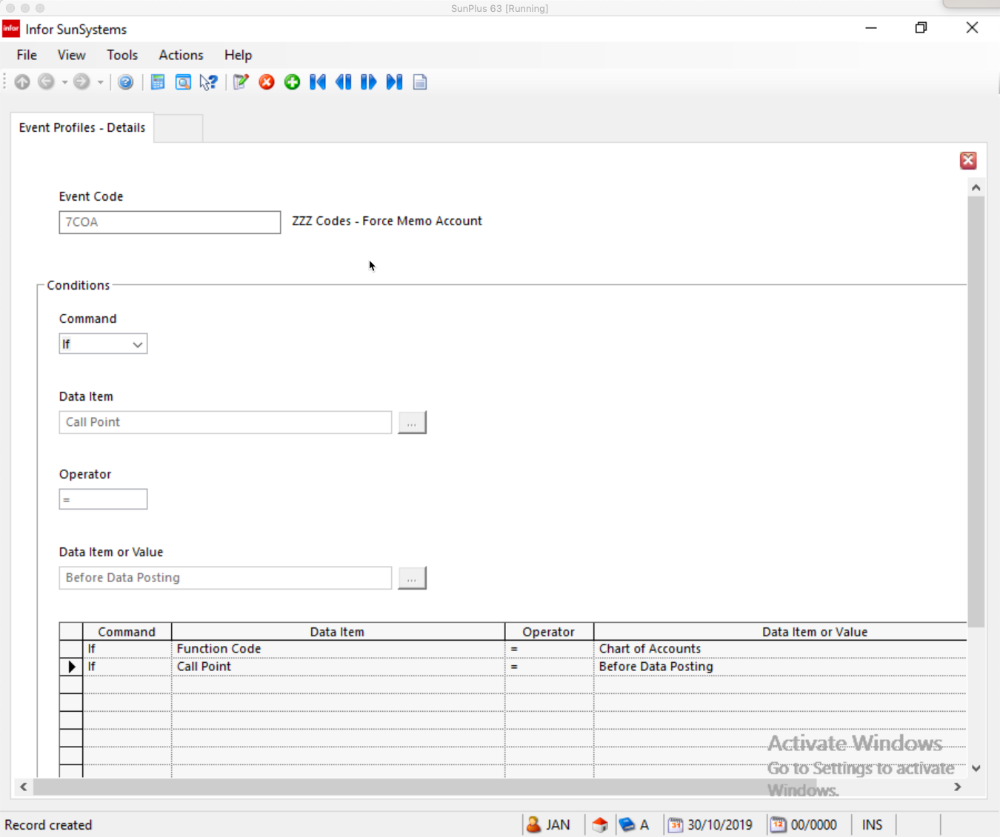 SunPlus 63 [Running]
infor Infor SunSystems
File View Tools Actions Help
Event Profiles - Details
Event Code
7COA ZZZ Codes - Force Memo Account
Conditions
Command
If
Data Item
Call Point ...
Operator
=
Data Item or Value
Before Data Posting ...
Command Data Item Operator Data Item or Value
If Function Code = Chart of Accounts
If Call Point = Before Data Posting
Activate Windows
Go to Settings to activate
Windows.
Record created JAN A 31 30/10/2019 12 00/0000 INS